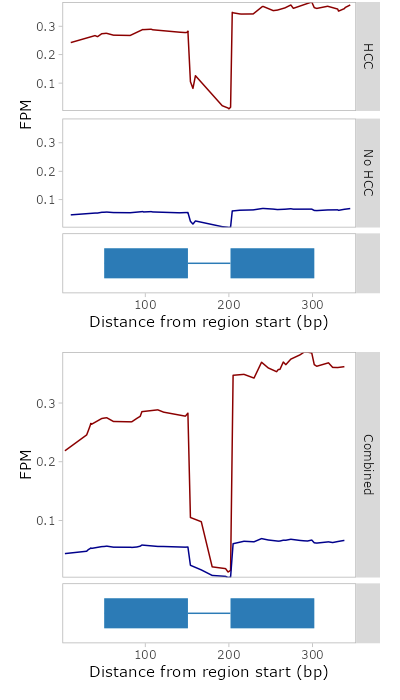 0.3
0.2
0.1
HCC
FPM
0.3
0.2
0.1
No HCC
100 200 300
Distance from region start (bp)
0.3
0.2
0.1
FPM
Combined
100 200 300
Distance from region start (bp)